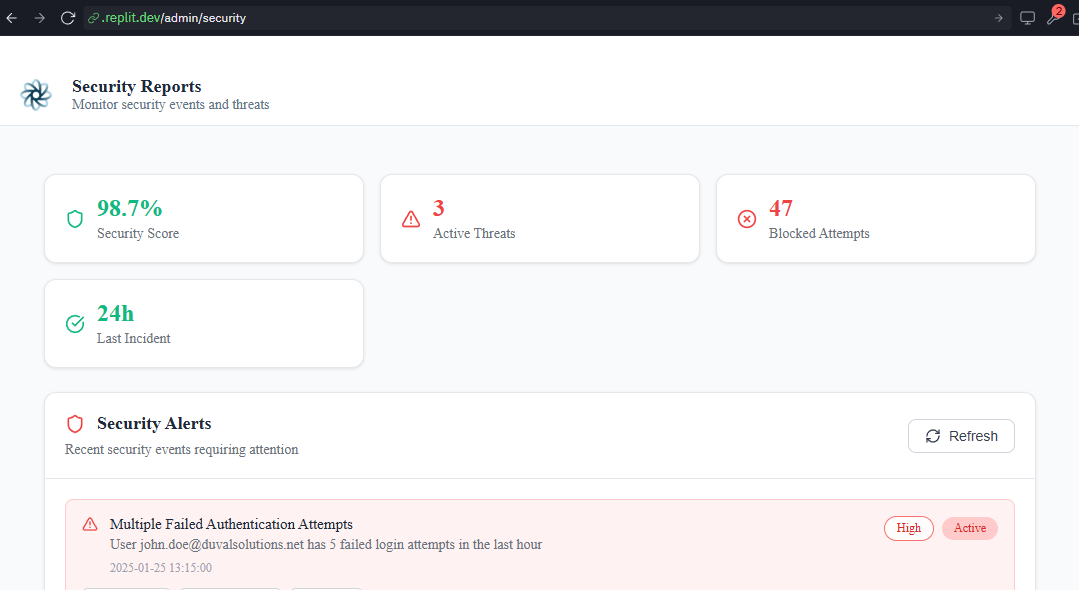 .replit.dev/admin/security
2
Security Reports
Monitor security events and threats
98.7%
Security Score
3
Active Threats
47
Blocked Attempts
24h
Last Incident
Security Alerts
Recent security events requiring attention
Refresh
Multiple Failed Authentication Attempts
User john.doe@duvalsolutions.net has 5 failed login attempts in the last hour
2025-01-25 13:15:00
High
Active